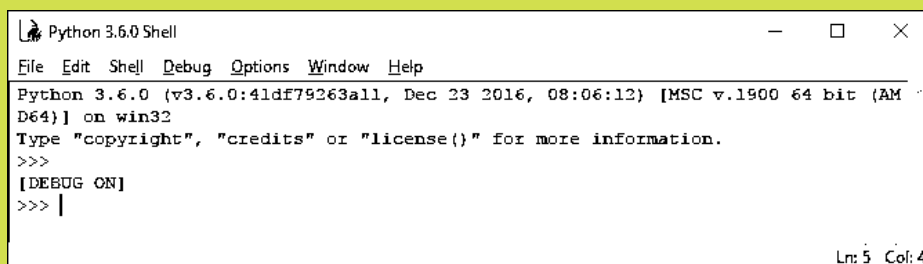 Python 3.6.0 Shell
File Edit Shell Debug Options Window Help
Python 3.6.0 (v3.6.0:41df79263a11, Dec 23 2016, 08:06:12) [MSC v.1900 64 bit (AM
D64)] on win32
Type "copyright", "credits" or "license()" for more information.
>>>
[DEBUG ON]
>>>
Ln: 5 Col: 4